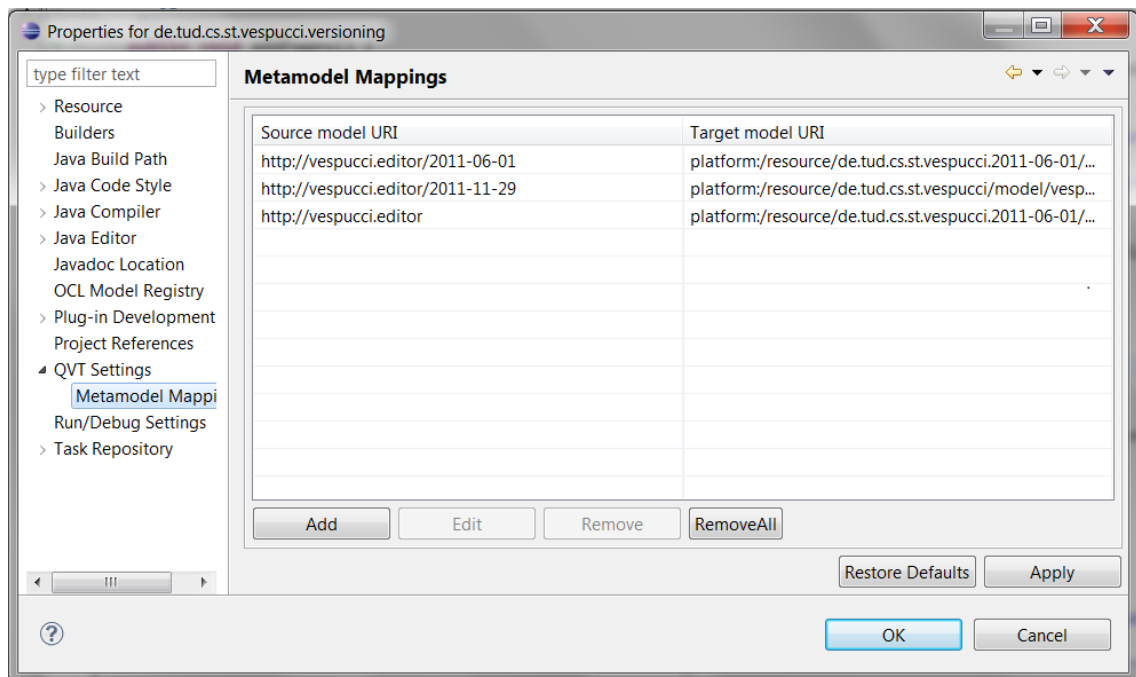 Properties for de.tud.cs.st.vespucci.versioning
type filter text
Metamodel Mappings
Resource
Builders
Java Build Path
Java Code Style
Java Compiler
Java Editor
Javadoc Location
OCL Model Registry
Plug-in Development
Project References
QVT Settings
Metamodel Mappi
Run/Debug Settings
Task Repository
Source model URI Target model URI
http://vespucci.editor/2011-06-01 platform:/resource/de.tud.cs.st.vespucci.2011-06-01/...
http://vespucci.editor/2011-11-29 platform:/resource/de.tud.cs.st.vespucci/model/vesp...
http://vespucci.editor platform:/resource/de.tud.cs.st.vespucci.2011-06-01/...
Add Edit Remove RemoveAll
Restore Defaults Apply
OK Cancel